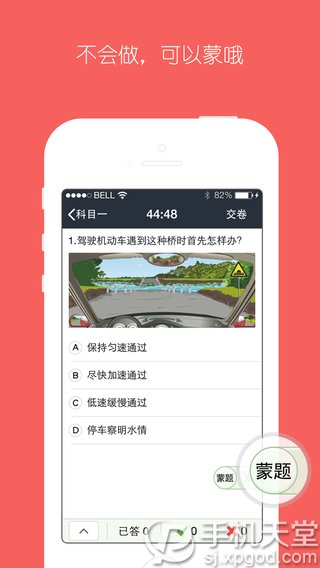 不会做，可以蒙哦
BELL 82%
科目一 44:48 交卷
1.驾驶机动车遇到这种桥时首先怎样办?
A 保持匀速通过
B 尽快加速通过
C 低速缓慢通过
D 停车察明水情
蒙题
蒙题
已答 0 0 0
手机天堂
sj.xpgod.com